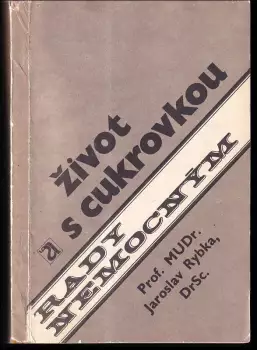 život
s cukrovkou
RADY
NEMOCNÝM
Prof. MUDr.
Jaroslav Rybka,
DrSc.